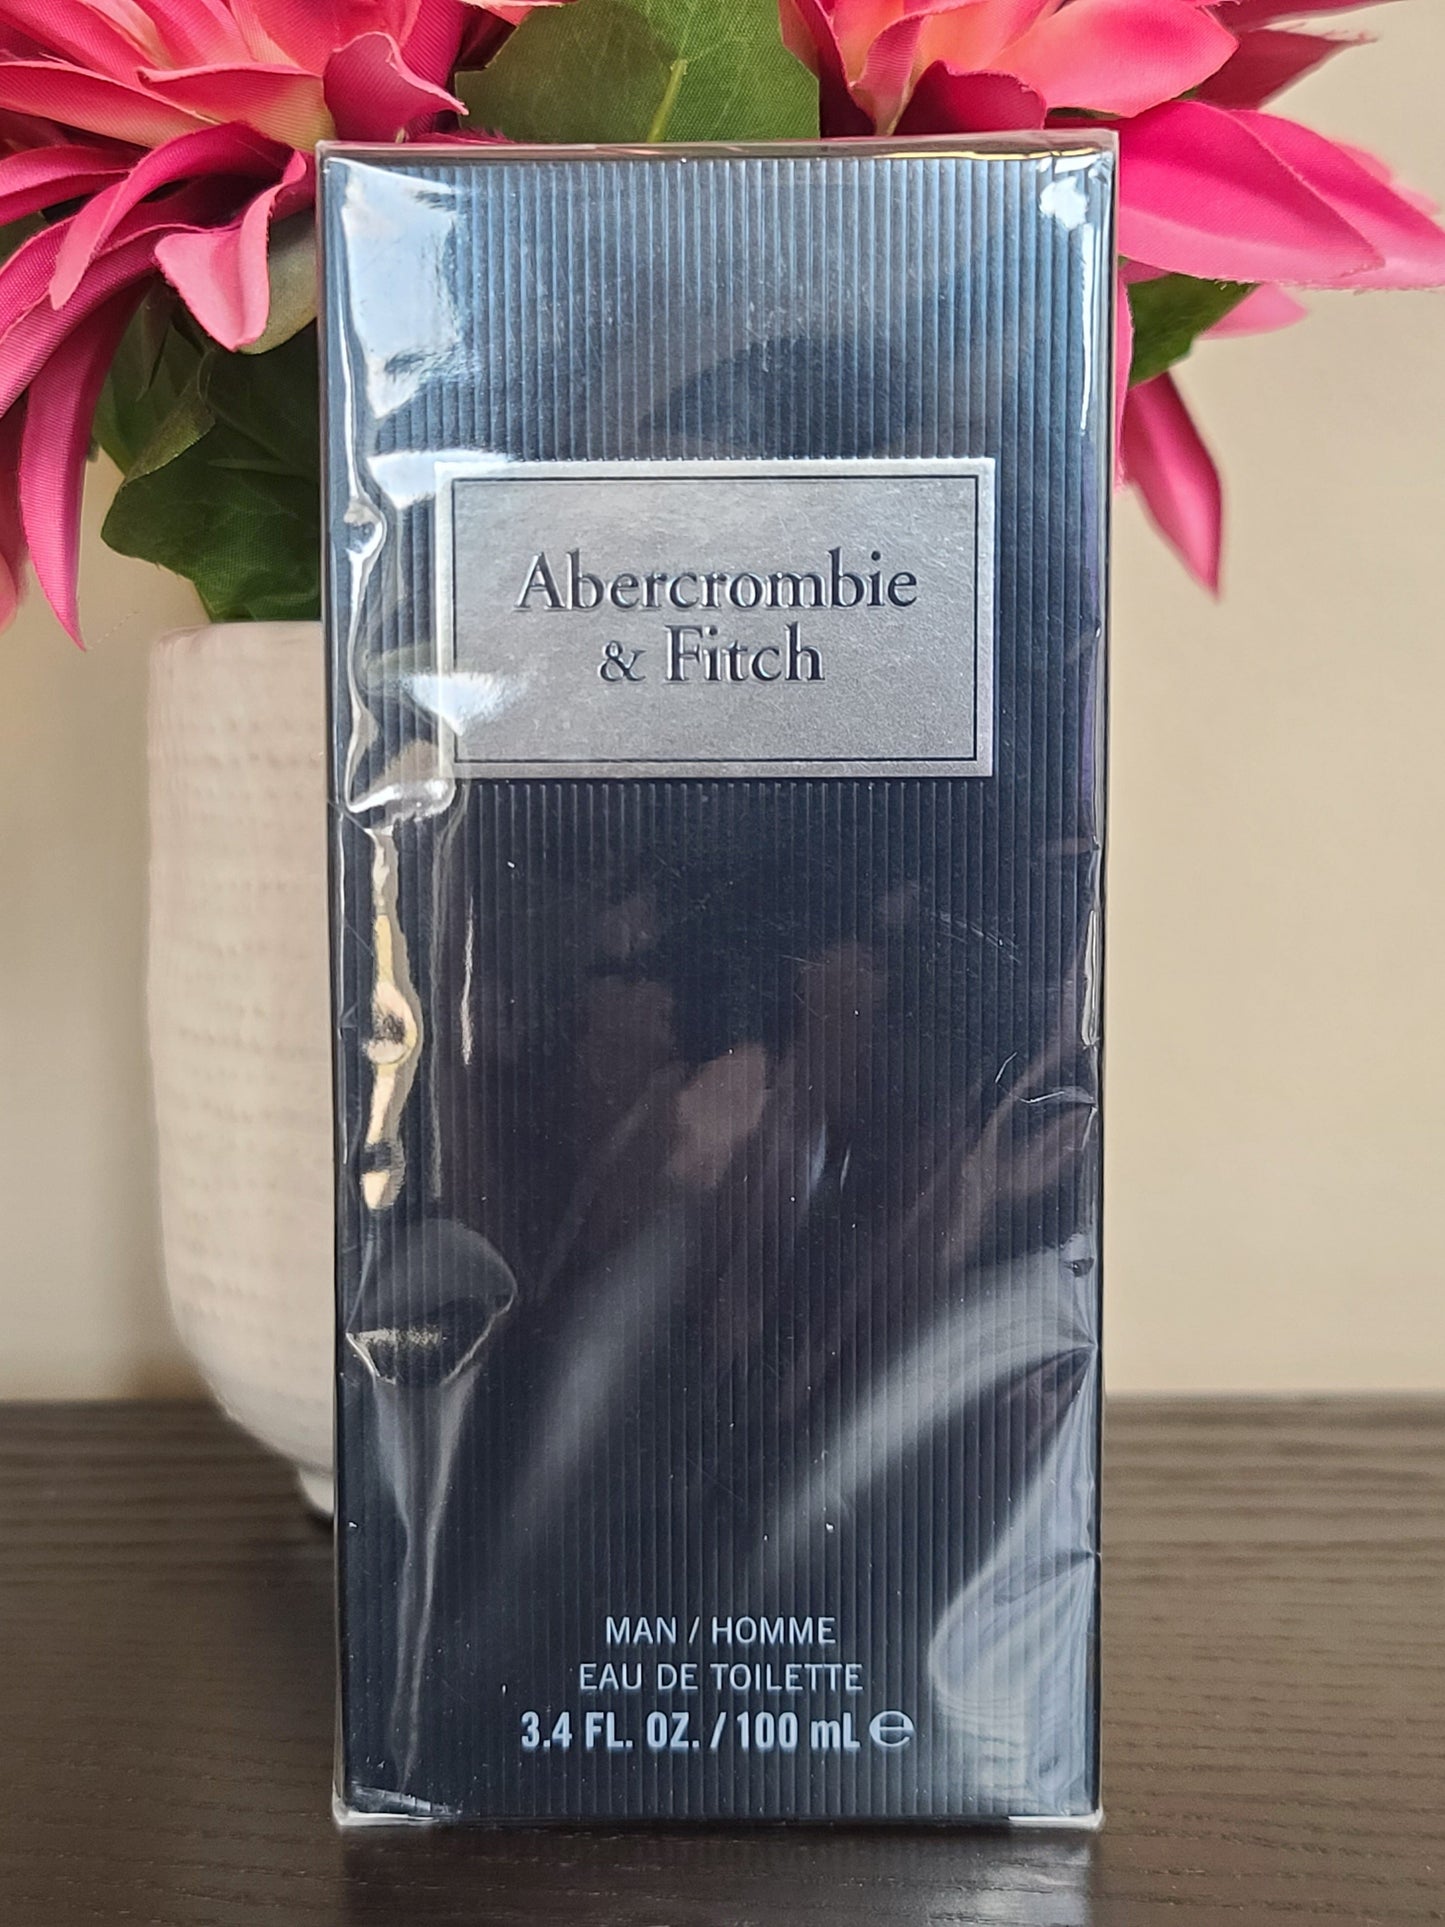 Abercrombie
& Fitch
MAN / HOMME
EAU DE TOILETTE
3.4 FL. OZ. / 100 mL ℮